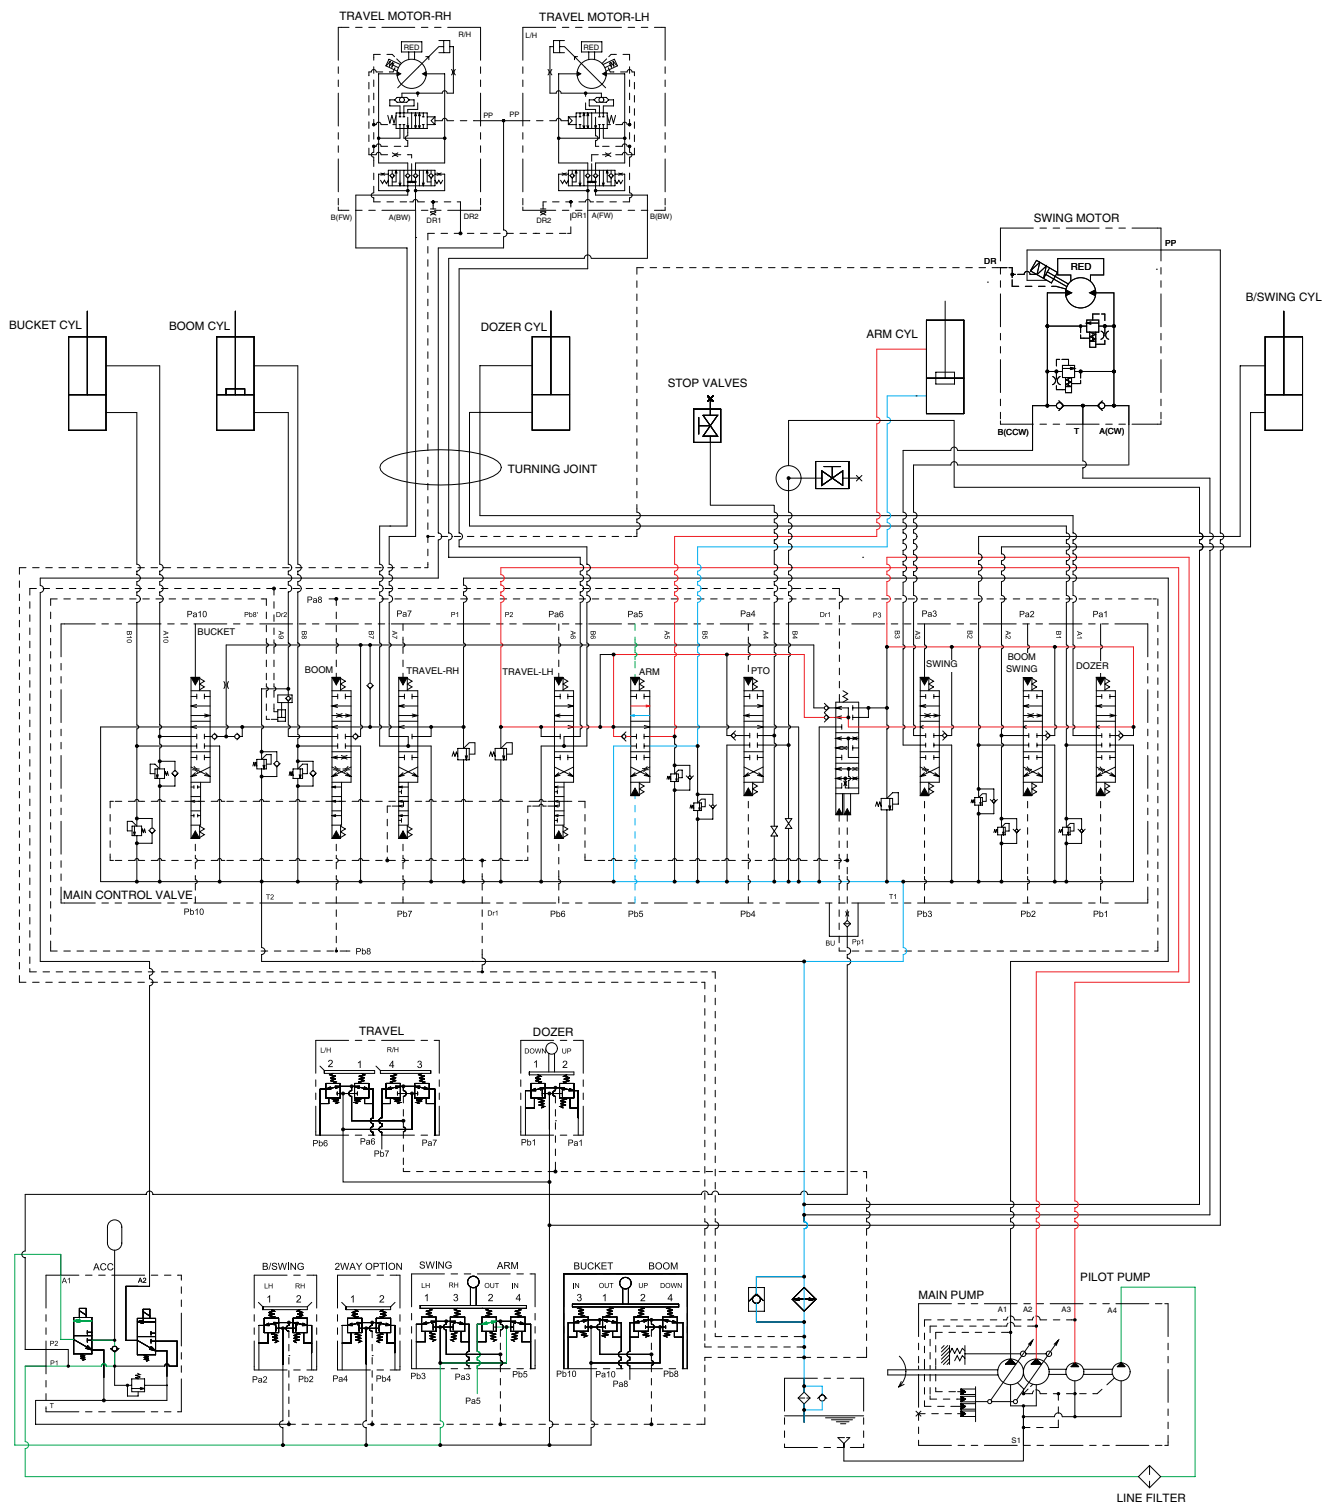 TRAVEL MOTOR-RH TRAVEL MOTOR-LH
R/H L/H
RED RED
PP PP
B(FW) A(BW) DR1 DR2 DR2 DR1 A(FW) B(BW)
SWING MOTOR
PP
DR
RED
B/SWING CYL
BUCKET CYL BOOM CYL DOZER CYL ARM CYL
STOP VALVES
B(CCW) T A(CW)
TURNING JOINT
Pa8
Pa10 Pb8' Dr2 Pa7 P1 P2 Pa6 Pa5 Pa4 Dr1 P3 Pa3 Pa2 Pa1
B10 A10 A9 B8 B7 A7 A6 B6 A5 B5 A4 B4 B3 A3 B2 A2 B1 A1
BUCKET
BOOM TRAVEL-RH TRAVEL-LH ARM PTO SWING BOOM SWING DOZER
MAIN CONTROL VALVE
T2 T1
Pb10 Pb7 Dr1 Pb6 Pb5 Pb4 Pb3 Pb2 Pb1
BU Pp1
Pb8
TRAVEL DOZER
L/H R/H DOWN UP
2 1 4 3 1 2
Pb6 Pa6 Pb7 Pa7 Pb1 Pa1
ACC B/SWING 2WAY OPTION SWING ARM BUCKET BOOM
A1 A2
LH RH LH RH OUT IN IN OUT UP DOWN
1 2 1 2 1 3 2 4 3 1 2 4
P2
P1
T
Pa2 Pb2 Pa4 Pb4 Pb3 Pa3 Pa5 Pb5 Pb10 Pa10 Pa8 Pb8
PILOT PUMP
MAIN PUMP
A1 A2 A3 A4
S1
LINE FILTER